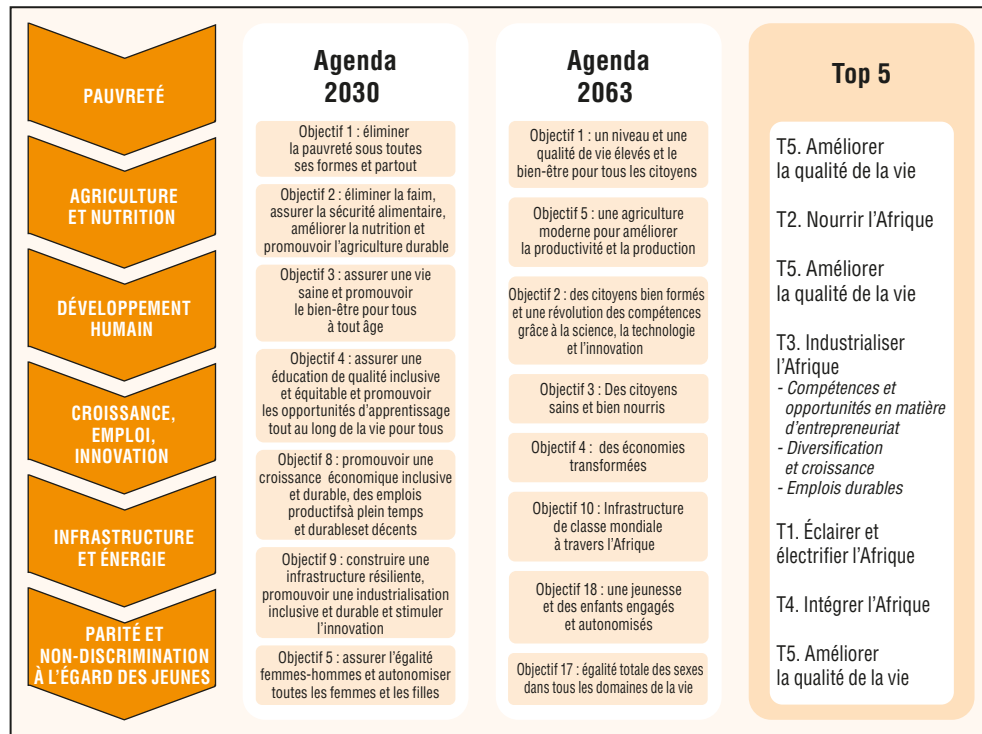 PAUVRETÉ
AGRICULTURE
ET NUTRITION
DÉVELOPPEMENT
HUMAIN
CROISSANCE,
EMPLOI,
INNOVATION
INFRASTRUCTURE
ET ÉNERGIE
PARITÉ ET
NON-DISCRIMINATION
À L'ÉGARD DES JEUNES
Agenda
2030
Objectif 1 : éliminer
la pauvreté sous toutes
ses formes et partout
Objectif 2 : éliminer la faim,
assurer la sécurité alimentaire,
améliorer la nutrition et
promouvoir l'agriculture durable
Objectif 3 : assurer une vie
saine et promouvoir
le bien-être pour tous
à tout âge
Objectif 4 : assurer une
éducation de qualité inclusive
et équitable et promouvoir
les opportunités d'apprentissage
tout au long de la vie pour tous
Objectif 8 : promouvoir une
croissance économique inclusive
et durable, des emplois
productifsà plein temps
et durableset décents
Objectif 9 : construire une
infrastructure résiliente,
promouvoir une industrialisation
inclusive et durable et stimuler
l'innovation
Objectif 5 : assurer l'égalité
femmes-hommes et autonomiser
toutes les femmes et les filles
Agenda
2063
Objectif 1 : un niveau et une
qualité de vie élevés et le
bien-être pour tous les citoyens
Objectif 5 : une agriculture
moderne pour améliorer
la productivité et la production
Objectif 2 : des citoyens bien formés
et une révolution des compétences
grâce à la science, la technologie
et l'innovation
Objectif 3 : Des citoyens
sains et bien nourris
Objectif 4 : des économies
transformées
Objectif 10 : Infrastructure
de classe mondiale
à travers l'Afrique
Objectif 18 : une jeunesse
et des enfants engagés
et autonomisés
Objectif 17 : égalité totale des sexes
dans tous les domaines de la vie
Top 5
T5. Améliorer
la qualité de la vie
T2. Nourrir l'Afrique
T5. Améliorer
la qualité de la vie
T3. Industrialiser
l'Afrique
- Compétences et
opportunités en matière
d'entrepreneuriat
- Diversification
et croissance
- Emplois durables
T1. Éclairer et
électrifier l'Afrique
T4. Intégrer l'Afrique
T5. Améliorer
la qualité de la vie